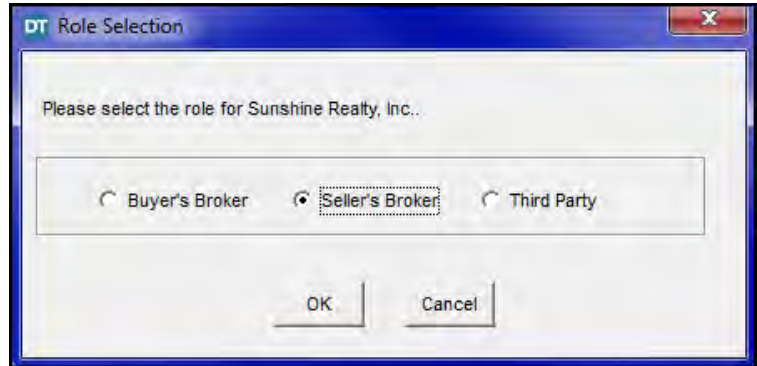 DT Role Selection
Please select the role for Sunshine Realty, Inc..
Buyer's Broker Seller's Broker Third Party
OK Cancel